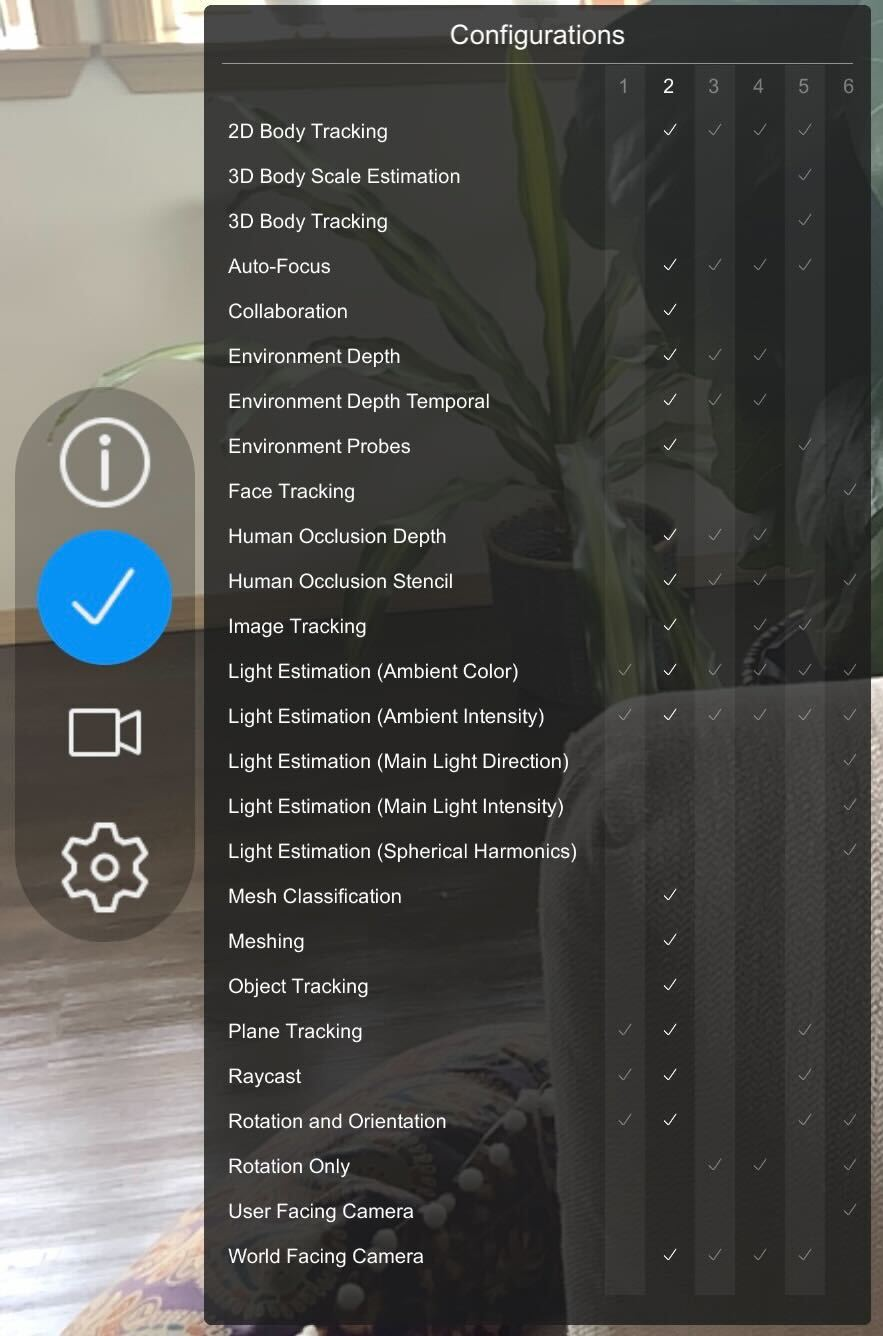 Configurations
1 2 3 4 5 6
2D Body Tracking ✓ ✓ ✓ ✓
3D Body Scale Estimation ✓
3D Body Tracking ✓
Auto-Focus ✓ ✓ ✓ ✓
Collaboration ✓
Environment Depth ✓ ✓ ✓
Environment Depth Temporal ✓ ✓ ✓
Environment Probes ✓ ✓
Face Tracking ✓
Human Occlusion Depth ✓ ✓ ✓
Human Occlusion Stencil ✓ ✓ ✓ ✓
Image Tracking ✓ ✓ ✓
Light Estimation (Ambient Color) ✓ ✓ ✓ ✓ ✓ ✓
Light Estimation (Ambient Intensity) ✓ ✓ ✓ ✓ ✓ ✓
Light Estimation (Main Light Direction) ✓
Light Estimation (Main Light Intensity) ✓
Light Estimation (Spherical Harmonics) ✓
Mesh Classification ✓
Meshing ✓
Object Tracking ✓
Plane Tracking ✓ ✓ ✓
Raycast ✓ ✓ ✓
Rotation and Orientation ✓ ✓ ✓ ✓
Rotation Only ✓ ✓ ✓
User Facing Camera ✓
World Facing Camera ✓ ✓ ✓ ✓